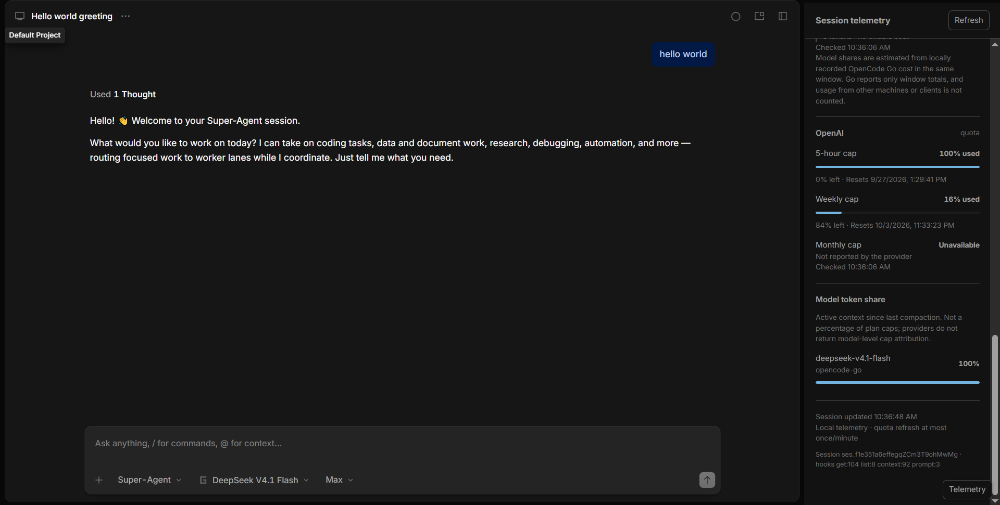 Hello world greeting
Default Project
hello world
Used 1 Thought
Hello! 👋 Welcome to your Super-Agent session.
What would you like to work on today? I can take on coding tasks, data and document work, research, debugging, automation, and more —
routing focused work to worker lanes while I coordinate. Just tell me what you need.
Ask anything, / for commands, @ for context...
Super-Agent
DeepSeek V4.1 Flash
Max
Session telemetry
Refresh
Checked 10:36:06 AM
Model shares are estimated from locally
recorded OpenCode Go cost in the same
window. Go reports only window totals, and
usage from other machines or clients is not
counted.
OpenAI
quota
5-hour cap
100% used
0% left · Resets 9/27/2026, 1:29:41 PM
Weekly cap
16% used
84% left · Resets 10/3/2026, 11:33:23 PM
Monthly cap
Unavailable
Not reported by the provider
Checked 10:36:06 AM
Model token share
Active context since last compaction. Not a
percentage of plan caps; providers do not
return model-level cap attribution.
deepseek-v4.1-flash
100%
opencode-go
Session updated 10:36:48 AM
Local telemetry · quota refresh at most
once/minute
Session ses_f1e351a6effegqZCm3T9ohMwMg ·
hooks get:104 list:8 context:92 prompt:3
Telemetry